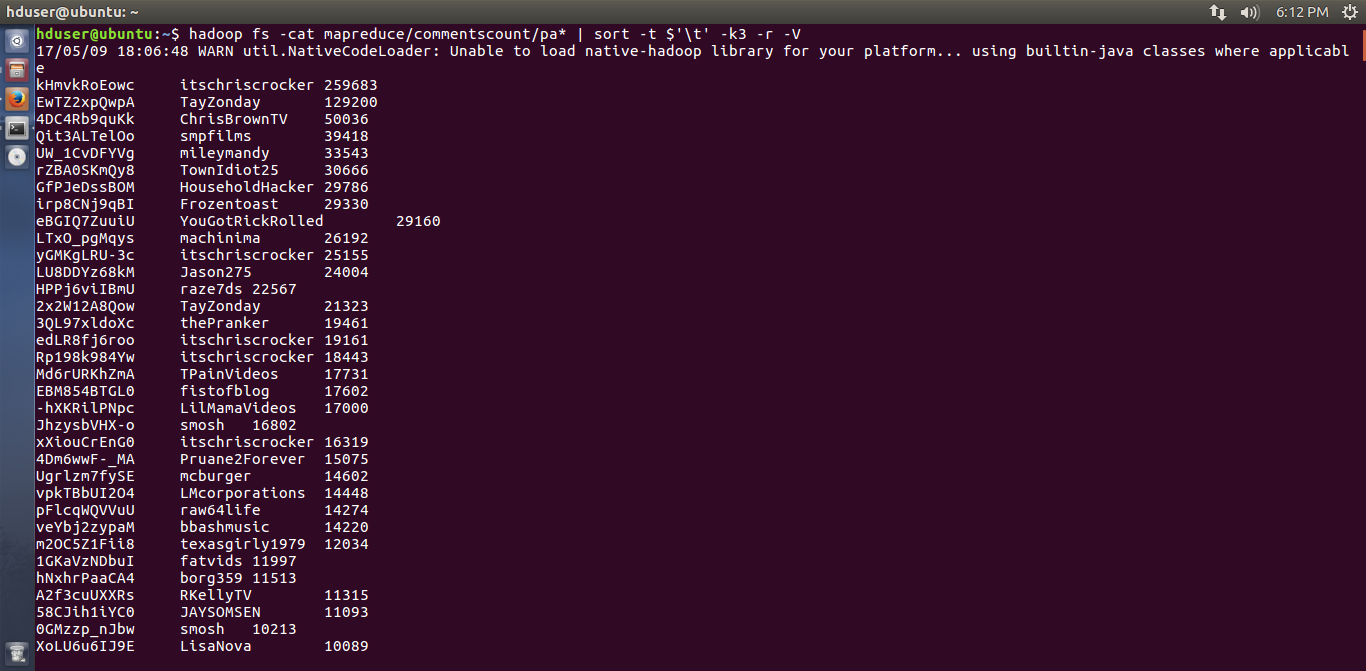 hduser@ubuntu: ~
6:12 PM
hduser@ubuntu:~$ hadoop fs -cat mapreduce/commentscount/pa* | sort -t $'\t' -k3 -r -V
17/05/09 18:06:48 WARN util.NativeCodeLoader: Unable to load native-hadoop library for your platform... using builtin-java classes where applicabl
e
kHmvkRoEowc itschriscrocker 259683
EwTZ2xpQwpA TayZonday 129200
4DC4Rb9quKk ChrisBrownTV 50036
Qit3ALTelOo smpfilms 39418
UW_1CvDFYVg mileymandy 33543
rZBA0SKmQy8 TownIdiot25 30666
GfPJeDssBOM HouseholdHacker 29786
irp8CNj9qBI Frozentoast 29330
eBGIQ7ZuuiU YouGotRickRolled 29160
LTxO_pgMqys machinima 26192
yGMKgLRU-3c itschriscrocker 25155
LU8DDYz68kM Jason275 24004
HPPj6viIBmU raze7ds 22567
2x2W12A8Qow TayZonday 21323
3QL97xldoXc thePranker 19461
edLR8fj6roo itschriscrocker 19161
Rp198k984Yw itschriscrocker 18443
Md6rURKhZmA TPainVideos 17731
EBM854BTGL0 fistofblog 17602
-hXKRilPNpc LilMamaVideos 17000
JhzysbVHX-o smosh 16802
xXiouCrEnG0 itschriscrocker 16319
4Dm6wwF-_MA Pruane2Forever 15075
Ugrlzm7fySE mcburger 14602
vpkTBbUI2O4 LMcorporations 14448
pFlcqWQVVuU raw64life 14274
veYbj2zypaM bbashmusic 14220
m2OC5Z1Fii8 texasgirly1979 12034
1GKaVzNDbuI fatvids 11997
hNxhrPaaCA4 borg359 11513
A2f3cuUXXRs RKellyTV 11315
58CJih1iYC0 JAYSOMSEN 11093
0GMzzp_nJbw smosh 10213
XoLU6u6IJ9E LisaNova 10089